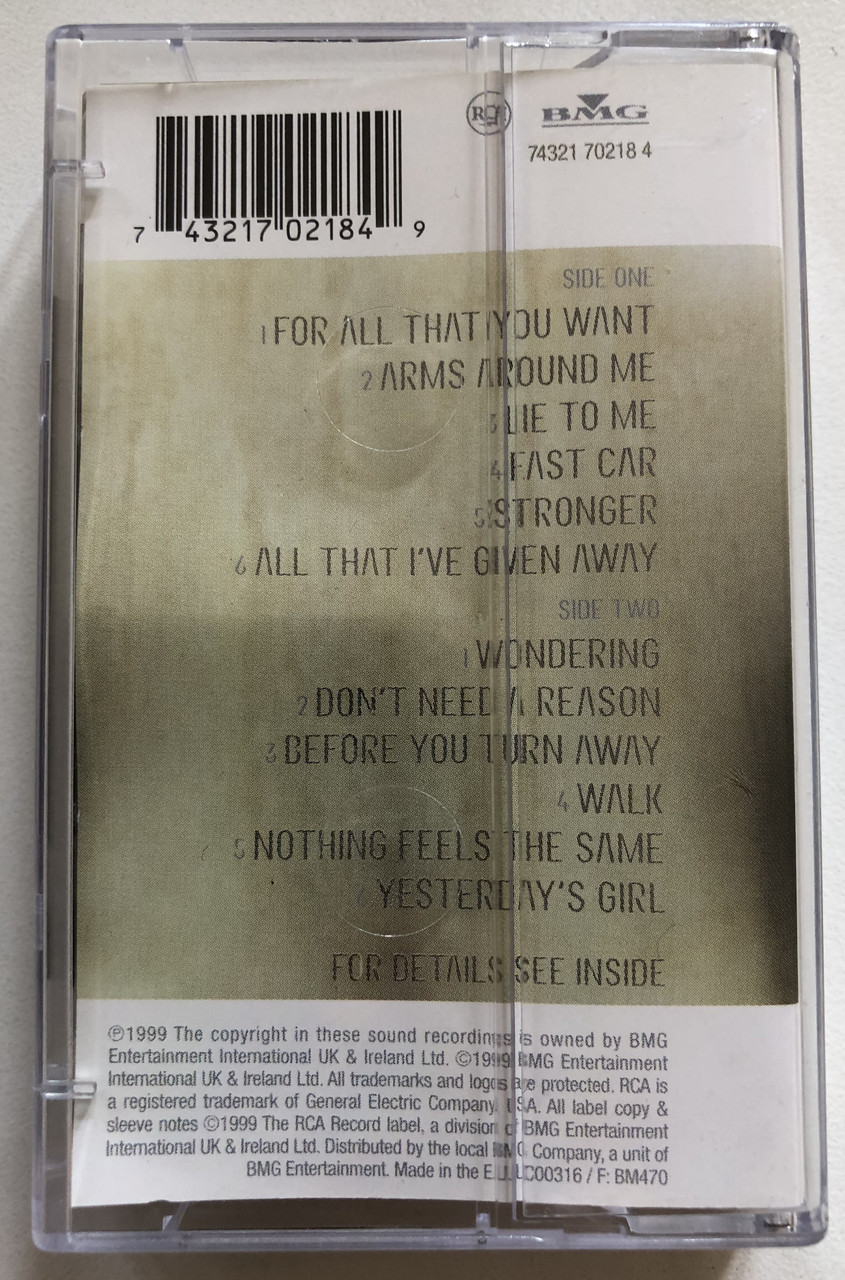 RCA
BMG
74321 70218 4
7 43217 02184 9
SIDE ONE
1 FOR ALL THAT YOU WANT
2 ARMS AROUND ME
3 LIE TO ME
4 FAST CAR
5 STRONGER
6 ALL THAT I'VE GIVEN AWAY
SIDE TWO
1 WONDERING
2 DON'T NEED A REASON
3 BEFORE YOU TURN AWAY
4 WALK
5 NOTHING FEELS THE SAME
6 YESTERDAY'S GIRL
FOR DETAILS SEE INSIDE
℗1999 The copyright in these sound recordings is owned by BMG
Entertainment International UK & Ireland Ltd. ©1999 BMG Entertainment
International UK & Ireland Ltd. All trademarks and logos are protected. RCA is
a registered trademark of General Electric Company, USA. All label copy &
sleeve notes ©1999 The RCA Record label, a division of BMG Entertainment
International UK & Ireland Ltd. Distributed by the local BMG Company, a unit of
BMG Entertainment. Made in the E.U. LC00316 / F: BM470